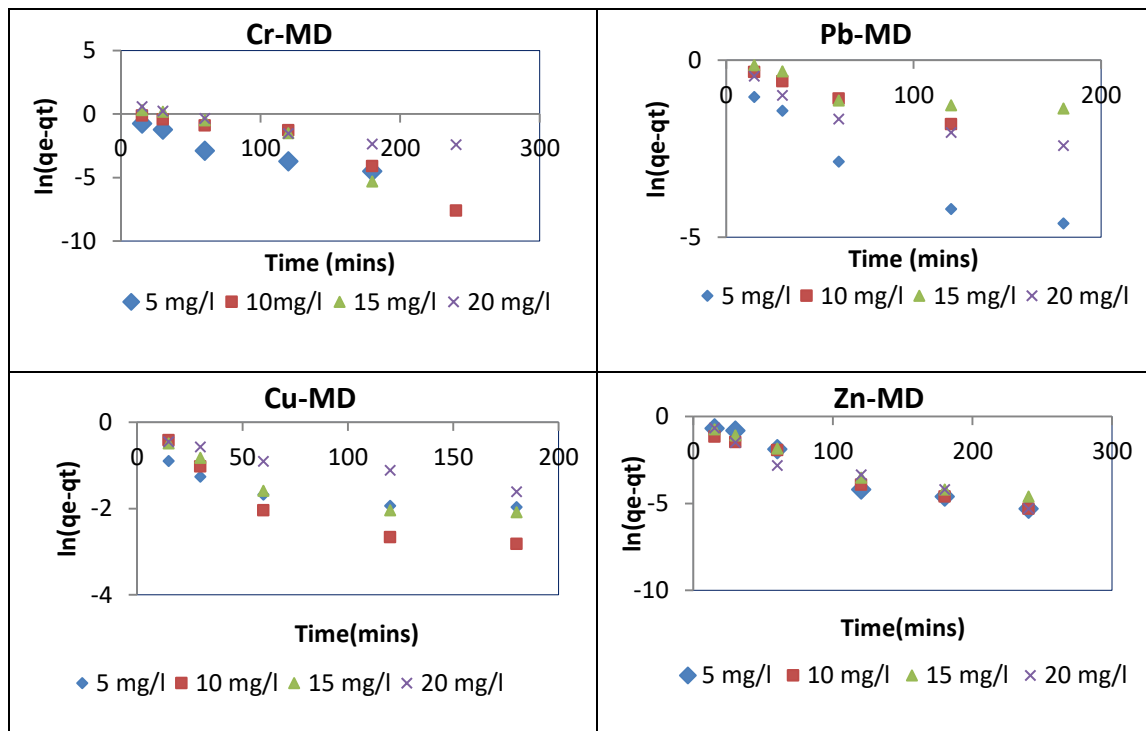 Cr-MD
5
0
-5
-10
0 100 200 300
ln(qe-qt)
Time (mins)
5 mg/l 10mg/l 15 mg/l 20 mg/l
Pb-MD
0
-5
0 100 200
ln(qe-qt)
Time (mins)
5 mg/l 10 mg/l 15 mg/l 20 mg/l
Cu-MD
0
-2
-4
0 50 100 150 200
ln(qe-qt)
Time(mins)
5 mg/l 10 mg/l 15 mg/l 20 mg/l
Zn-MD
0
-5
-10
0 100 200 300
ln(qe-qt)
Time(mins)
5 mg/l 10 mg/l 15 mg/l 20 mg/l